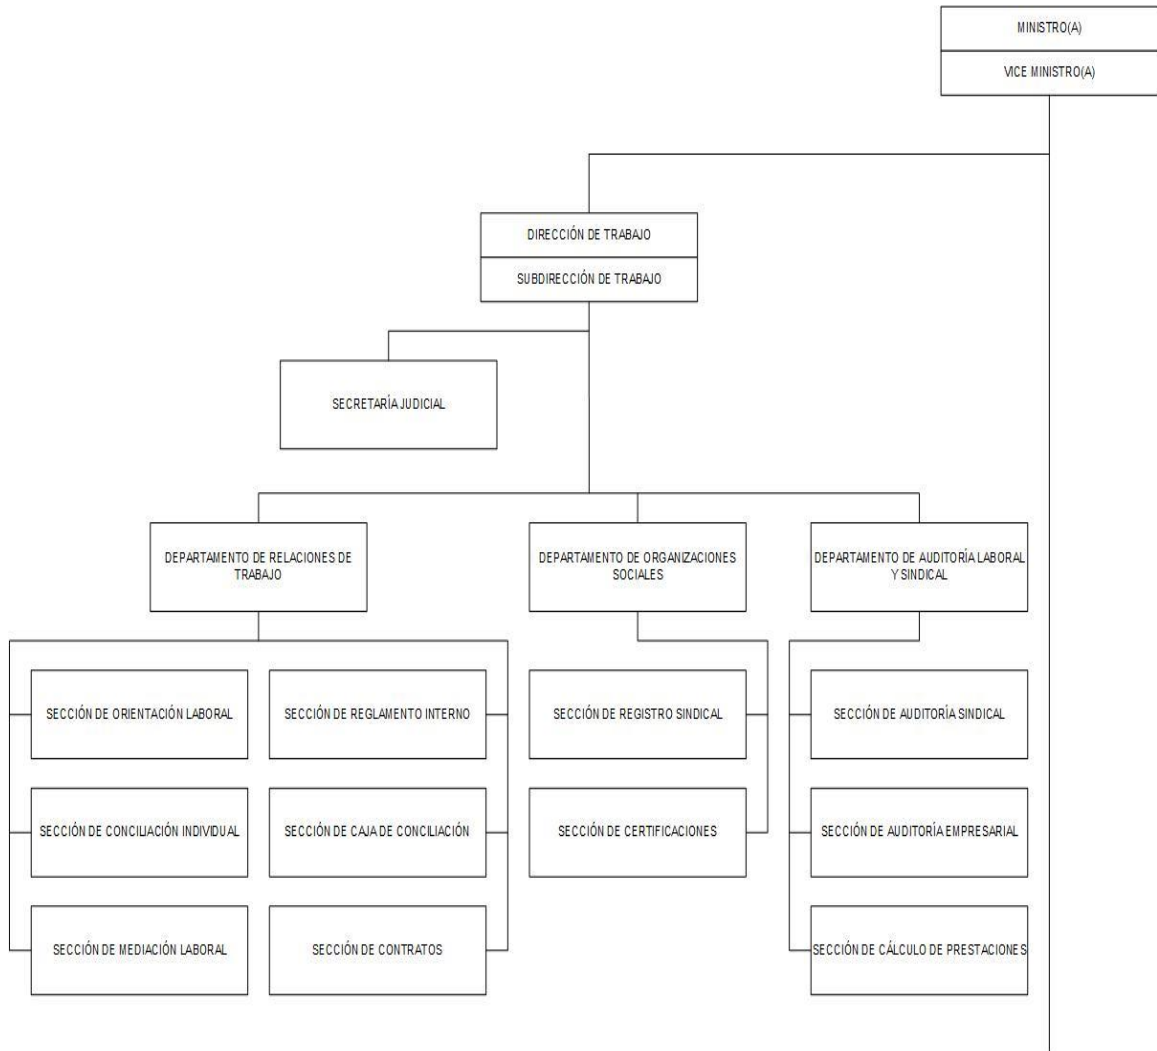 MINISTRO(A)
VICE MINISTRO(A)
DIRECCIÓN DE TRABAJO
SUBDIRECCIÓN DE TRABAJO
SECRETARÍA JUDICIAL
DEPARTAMENTO DE RELACIONES DE
TRABAJO
DEPARTAMENTO DE ORGANIZACIONES
SOCIALES
DEPARTAMENTO DE AUDITORÍA LABORAL
Y SINDICAL
SECCIÓN DE ORIENTACIÓN LABORAL
SECCIÓN DE REGLAMENTO INTERNO
SECCIÓN DE REGISTRO SINDICAL
SECCIÓN DE AUDITORÍA SINDICAL
SECCIÓN DE CONCILIACIÓN INDIVIDUAL
SECCIÓN DE CAJA DE CONCILIACIÓN
SECCIÓN DE CERTIFICACIONES
SECCIÓN DE AUDITORÍA EMPRESARIAL
SECCIÓN DE MEDIACIÓN LABORAL
SECCIÓN DE CONTRATOS
SECCIÓN DE CÁLCULO DE PRESTACIONES